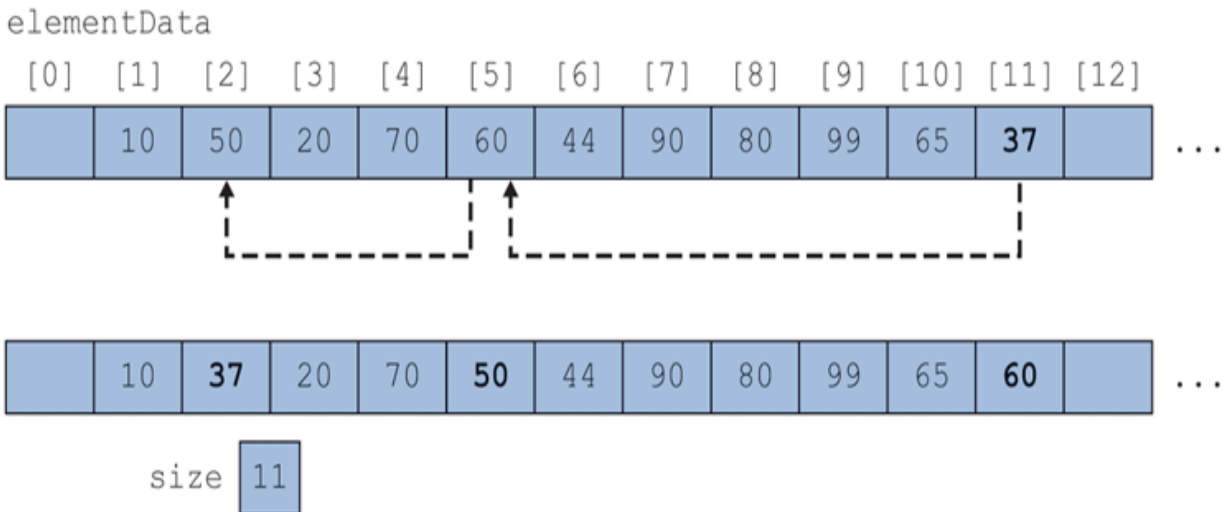 elementData
[0] [1] [2] [3] [4] [5] [6] [7] [8] [9] [10] [11] [12]
10 50 20 70 60 44 90 80 99 65 37 ...
10 37 20 70 50 44 90 80 99 65 60 ...
size 11